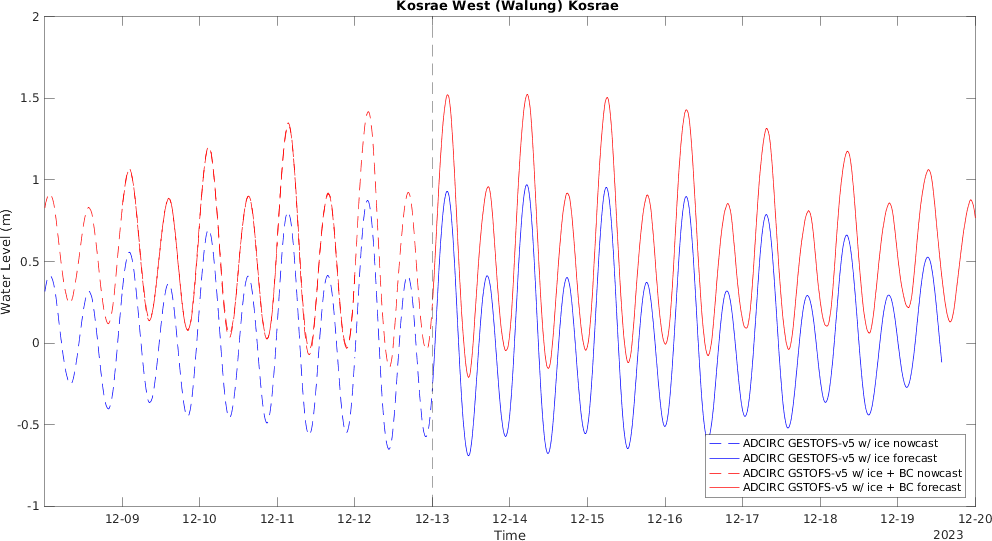 Kosrae West (Walung) Kosrae
2
1.5
1
0.5
0
-0.5
-1
Water Level (m)
ADCIRC GESTOFS-v5 w/ ice nowcast
ADCIRC GESTOFS-v5 w/ ice forecast
ADCIRC GSTOFS-v5 w/ ice + BC nowcast
ADCIRC GSTOFS-v5 w/ ice + BC forecast
12-09 12-10 12-11 12-12 12-13 12-14 12-15 12-16 12-17 12-18 12-19 12-20
Time
2023